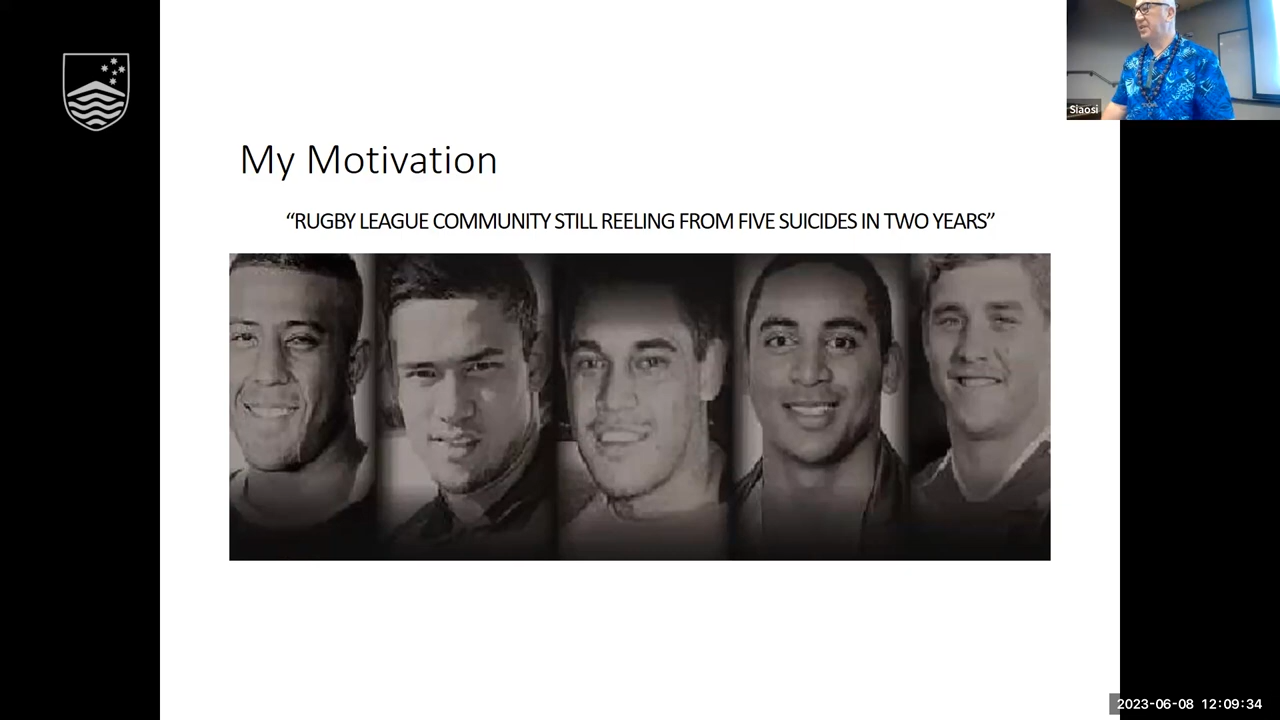 Siaosi
My Motivation
“RUGBY LEAGUE COMMUNITY STILL REELING FROM FIVE SUICIDES IN TWO YEARS”
2023-06-08 12:09:34